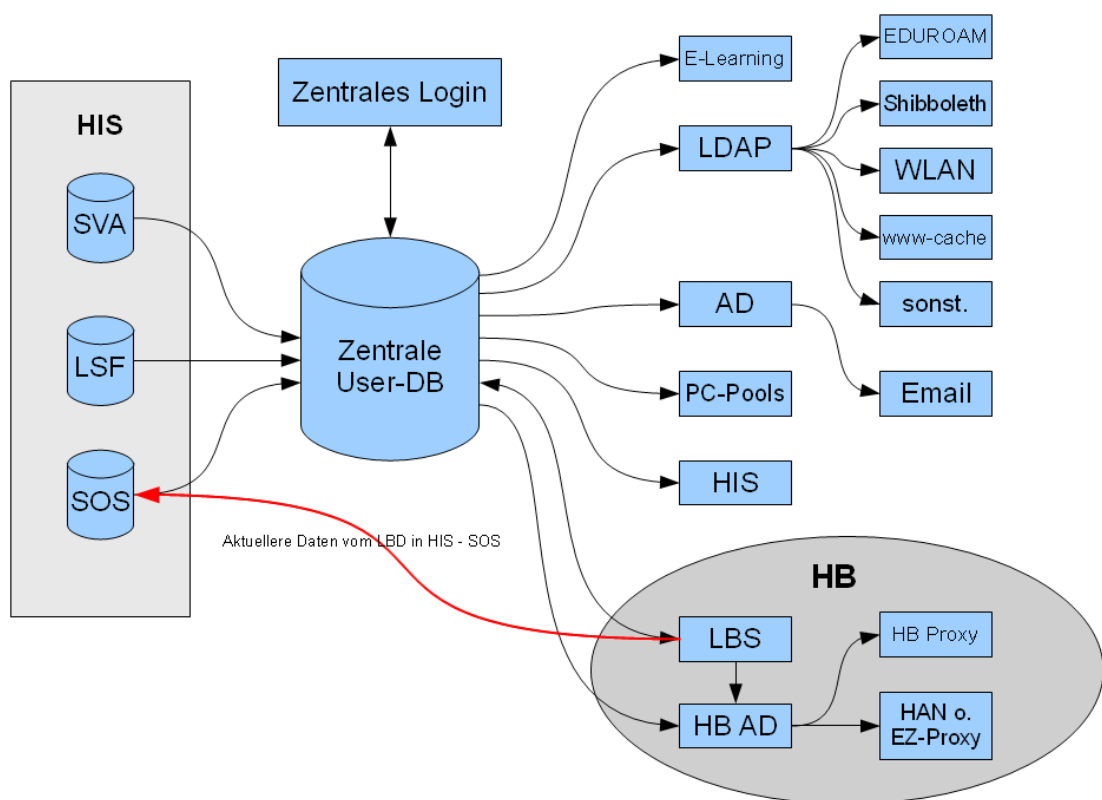 HIS
SVA
LSF
SOS
Zentrales Login
Zentrale
User-DB
Aktuellere Daten vom LBD in HIS - SOS
E-Learning
LDAP
AD
PC-Pools
HIS
EDUROAM
Shibboleth
WLAN
www-cache
sonst.
Email
HB
LBS
HB AD
HB Proxy
HAN o.
EZ-Proxy